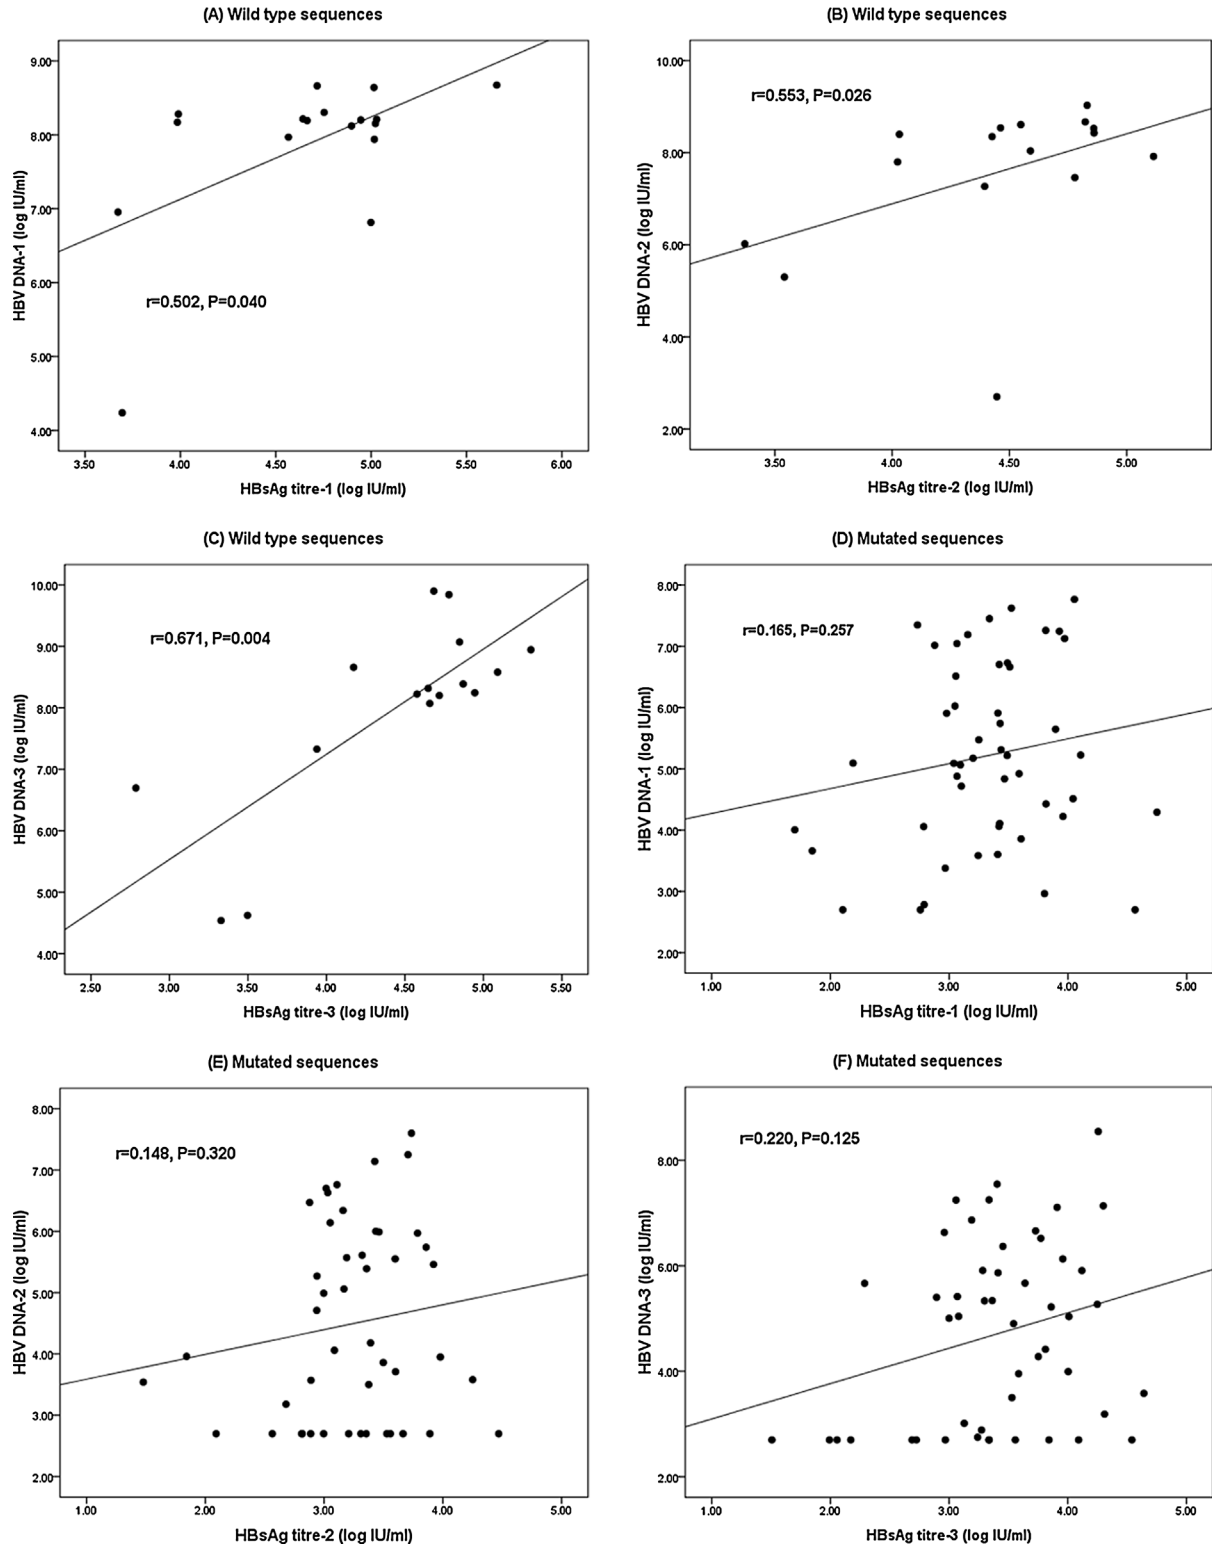 (A) Wild type sequences
HBV DNA-1 (log IU/ml)
9.00
8.00
7.00
6.00
5.00
4.00
r=0.502, P=0.040
3.50 4.00 4.50 5.00 5.50 6.00
HBsAg titre-1 (log IU/ml)
(B) Wild type sequences
HBV DNA-2 (log IU/ml)
10.00
8.00
6.00
4.00
2.00
r=0.553, P=0.026
3.50 4.00 4.50 5.00
HBsAg titre-2 (log IU/ml)
(C) Wild type sequences
HBV DNA-3 (log IU/ml)
10.00
9.00
8.00
7.00
6.00
5.00
4.00
r=0.671, P=0.004
2.50 3.00 3.50 4.00 4.50 5.00 5.50
HBsAg titre-3 (log IU/ml)
(D) Mutated sequences
HBV DNA-1 (log IU/ml)
8.00
7.00
6.00
5.00
4.00
3.00
2.00
r=0.165, P=0.257
1.00 2.00 3.00 4.00 5.00
HBsAg titre-1 (log IU/ml)
(E) Mutated sequences
HBV DNA-2 (log IU/ml)
8.00
7.00
6.00
5.00
4.00
3.00
2.00
r=0.148, P=0.320
1.00 2.00 3.00 4.00 5.00
HBsAg titre-2 (log IU/ml)
(F) Mutated sequences
HBV DNA-3 (log IU/ml)
8.00
6.00
4.00
2.00
r=0.220, P=0.125
1.00 2.00 3.00 4.00 5.00
HBsAg titre-3 (log IU/ml)